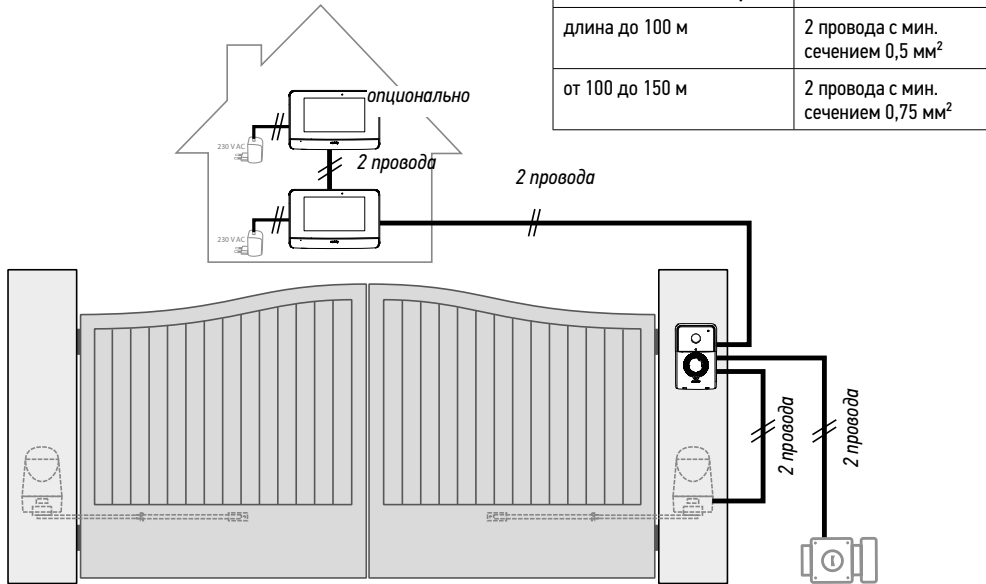 длина до 100 м
2 провода с мин.
сечением 0,5 мм²
от 100 до 150 м
2 провода с мин.
сечением 0,75 мм²
опционально
230 V AC
2 провода
2 провода
230 V AC
2 провода
2 провода